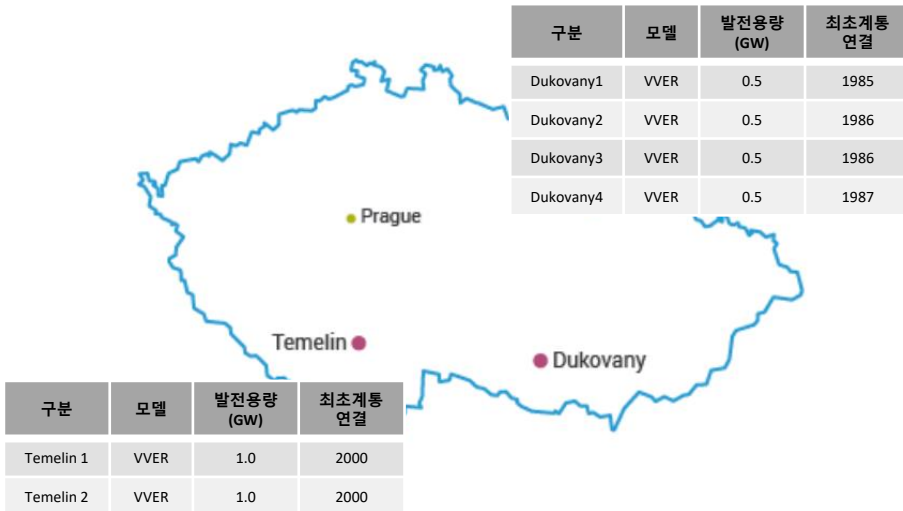 구분 모델 발전용량 (GW) 최초계통 연결
Dukovany1 VVER 0.5 1985
Dukovany2 VVER 0.5 1986
Dukovany3 VVER 0.5 1986
Dukovany4 VVER 0.5 1987
Prague
Temelin
Dukovany
구분 모델 발전용량 (GW) 최초계통 연결
Temelin 1 VVER 1.0 2000
Temelin 2 VVER 1.0 2000